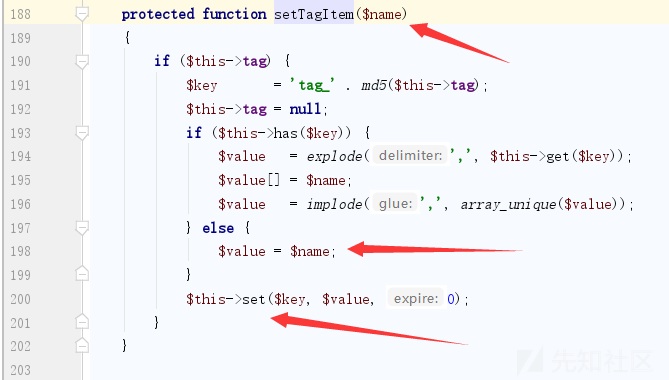 188 protected function setTagItem($name)
189 {
190 if ($this->tag) {
191 $key = 'tag_' . md5($this->tag);
192 $this->tag = null;
193 if ($this->has($key)) {
194 $value = explode( delimiter: ',', $this->get($key));
195 $value[] = $name;
196 $value = implode( glue: ',', array_unique($value));
197 } else {
198 $value = $name;
199 }
200 $this->set($key, $value, expire: 0);
201 }
202 }
203
先知社区